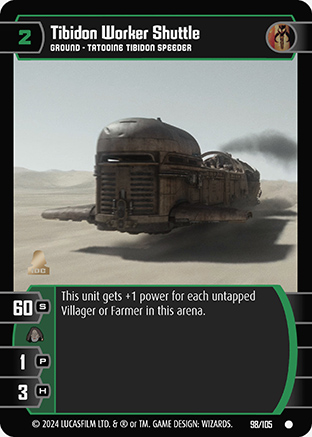 2
Tibidon Worker Shuttle
GROUND - TATOOINE TIBIDON SPEEDER
60 S
1 P
3 H
This unit gets +1 power for each untapped
Villager or Farmer in this arena.
© 2024 LUCASFILM LTD. & ® or TM. GAME DESIGN: WIZARDS.
98/105